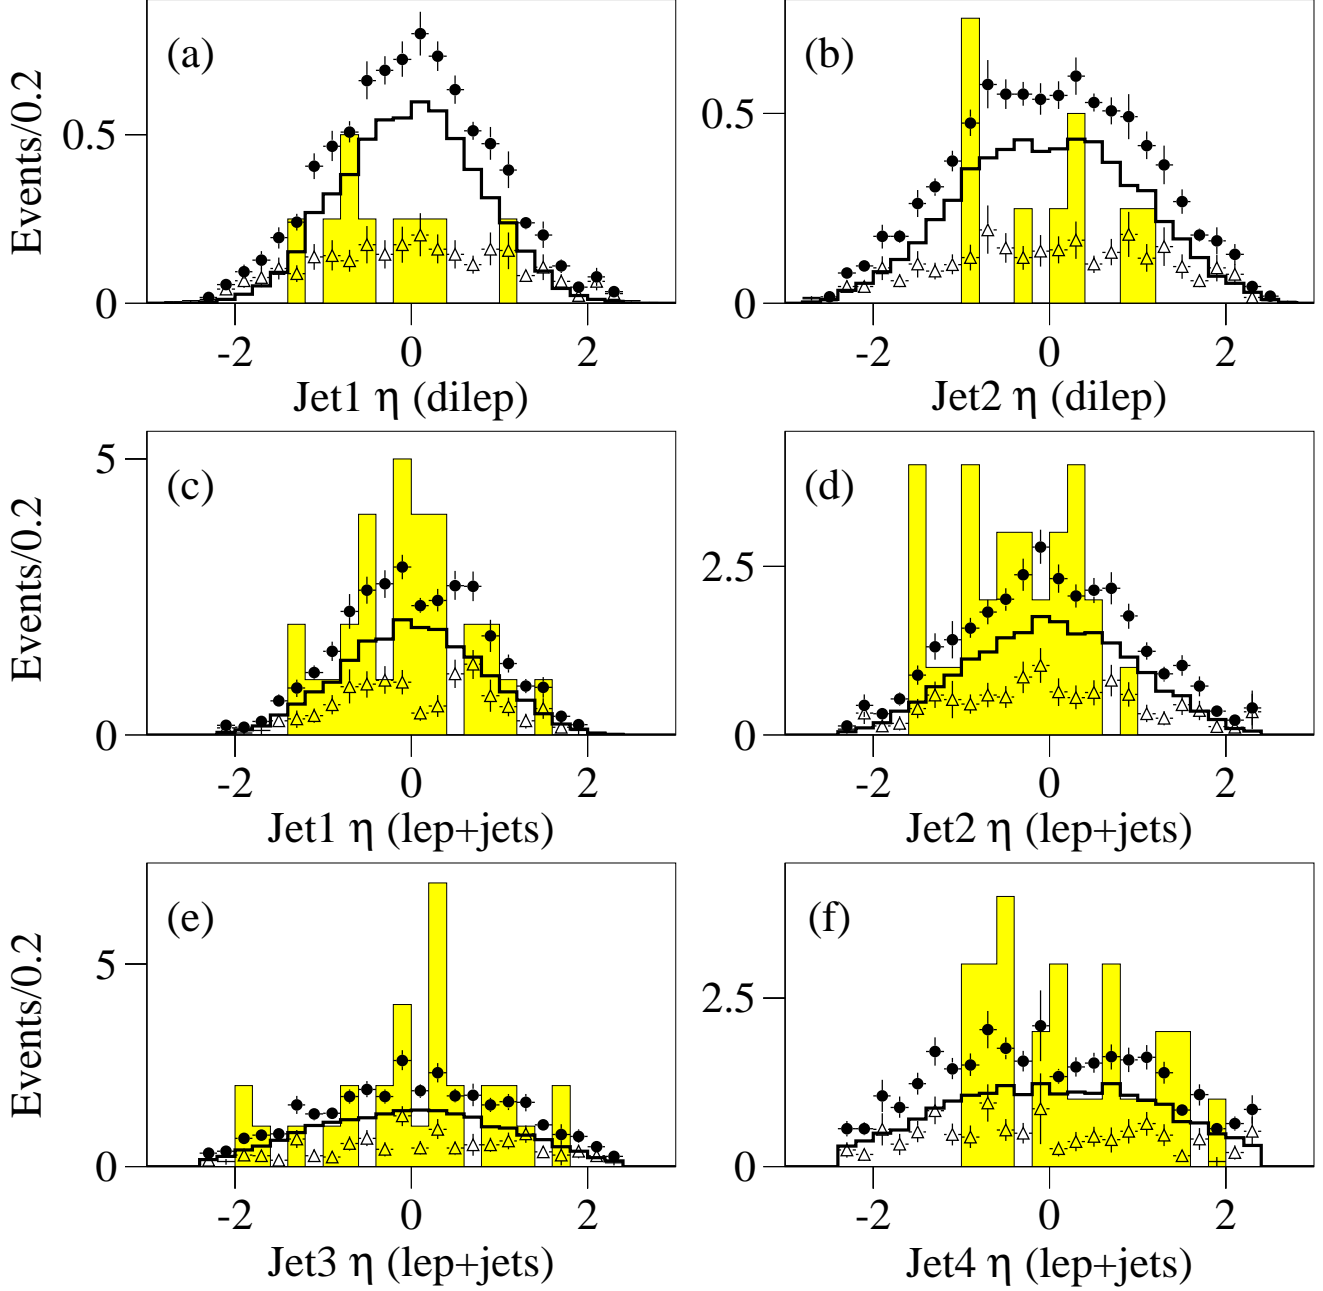 (a)
Events/0.2
0.5
0
-2 0 2
Jet1 η (dilep)
(b)
0.5
0
-2 0 2
Jet2 η (dilep)
(c)
Events/0.2
5
0
-2 0 2
Jet1 η (lep+jets)
(d)
2.5
0
-2 0 2
Jet2 η (lep+jets)
(e)
Events/0.2
5
0
-2 0 2
Jet3 η (lep+jets)
(f)
2.5
0
-2 0 2
Jet4 η (lep+jets)